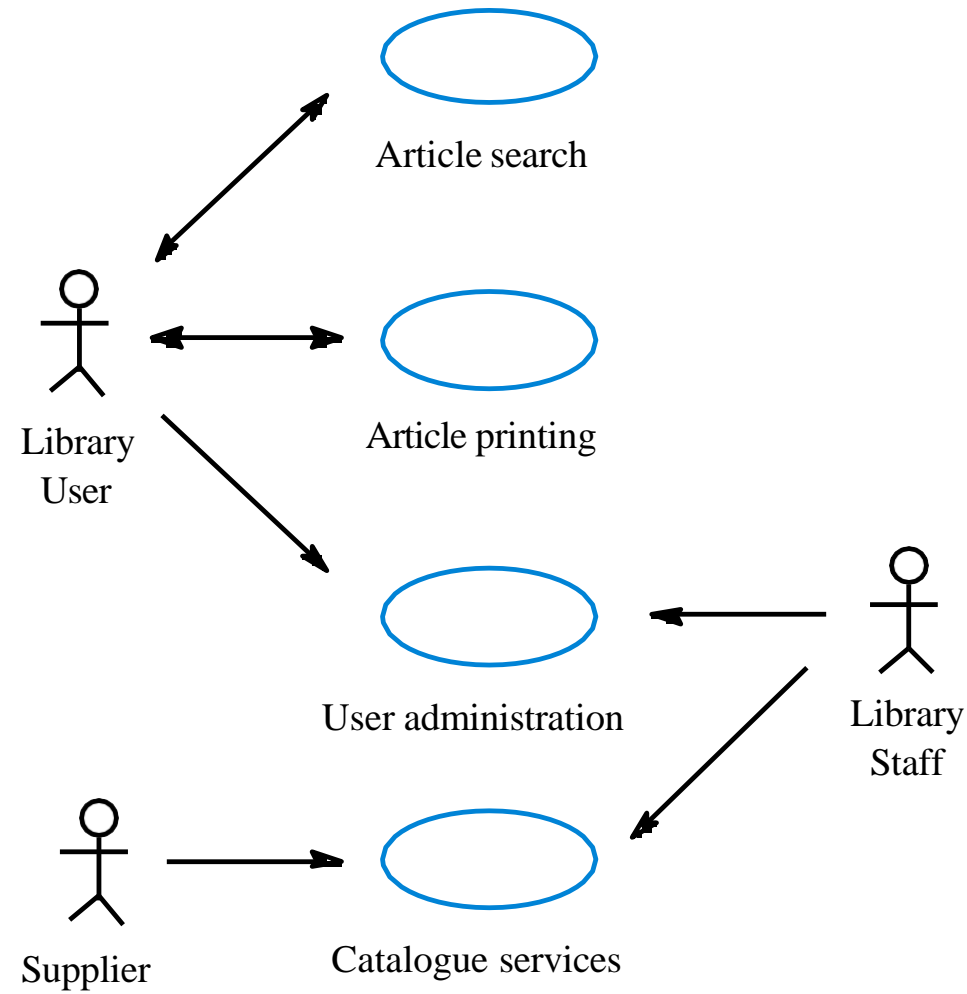 Article search
Library
User
Article printing
User administration
Library
Staff
Supplier
Catalogue services